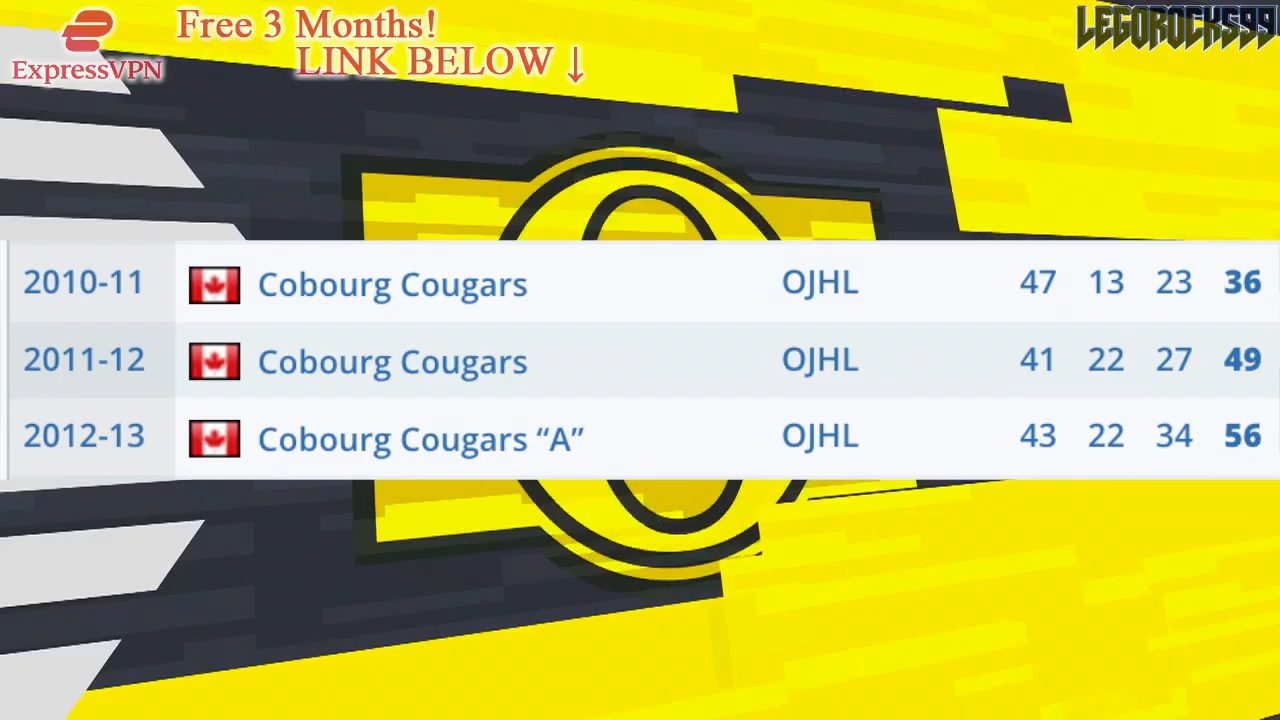 Free 3 Months!
LINK BELOW ↓
ExpressVPN
LEGOROCKS99
2010-11 Cobourg Cougars OJHL 47 13 23 36
2011-12 Cobourg Cougars OJHL 41 22 27 49
2012-13 Cobourg Cougars “A” OJHL 43 22 34 56